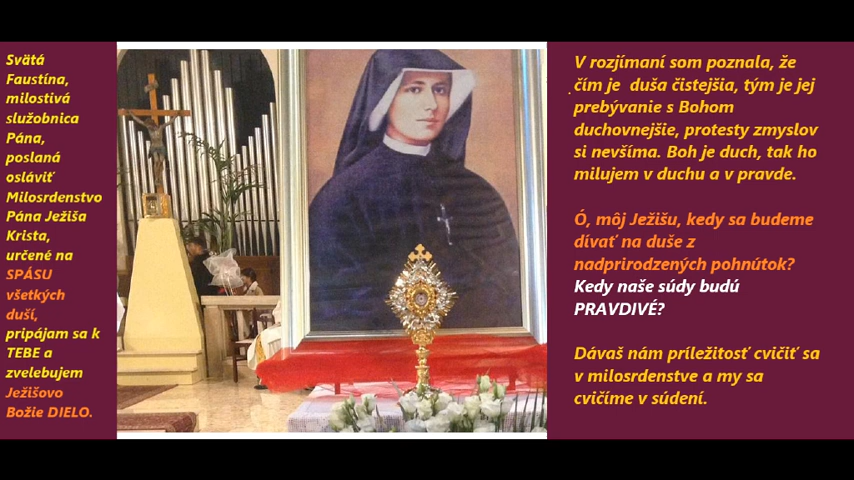 Svätá
Faustína,
milostivá
služobnica
Pána,
poslaná
osláviť
Milosrdenstvo
Pána Ježiša
Krista,
určené na
SPÁSU
všetkých
duší,
pripájam sa k
TEBE a
zvelebujem
Ježišovo
Božie DIELO.
V rozjímaní som poznala, že
čím je duša čistejšia, tým je jej
prebývanie s Bohom
duchovnejšie, protesty zmyslov
si nevšíma. Boh je duch, tak ho
milujem v duchu a v pravde.
Ó, môj Ježišu, kedy sa budeme
dívať na duše z
nadprirodzených pohnútok?
Kedy naše súdy budú
PRAVDIVÉ?
Dávaš nám príležitosť cvičiť sa
v milosrdenstve a my sa
cvičíme v súdení.